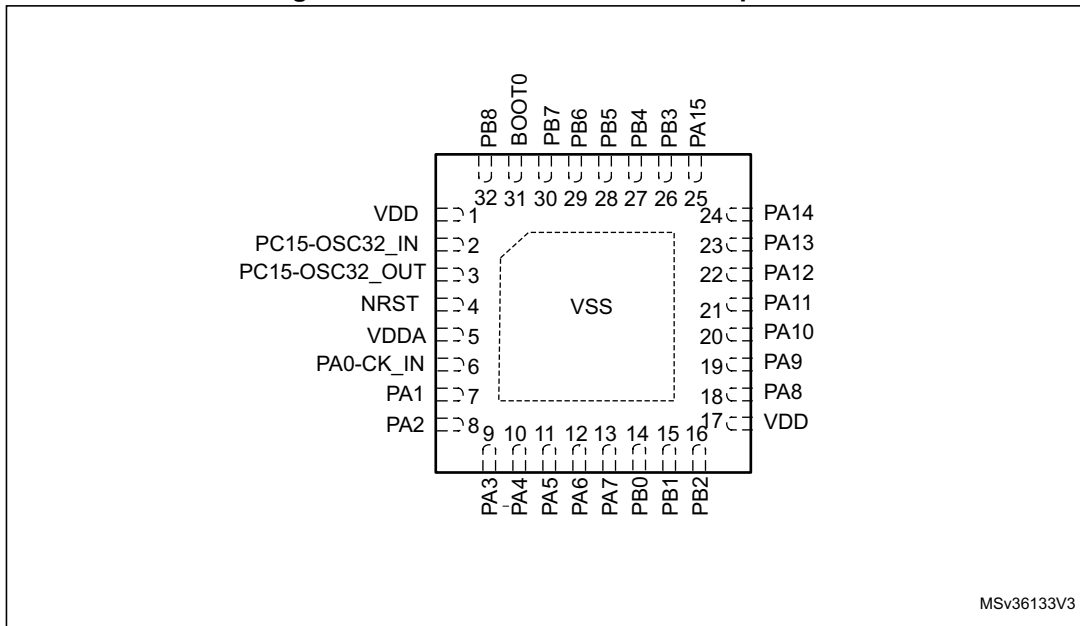 PB8
BOOT0
PB7
PB6
PB5
PB4
PB3
PA15
32 31 30 29 28 27 26 25
VDD 1
PC15-OSC32_IN 2
PC15-OSC32_OUT 3
NRST 4
VDDA 5
PA0-CK_IN 6
PA1 7
PA2 8
VSS
24 PA14
23 PA13
22 PA12
21 PA11
20 PA10
19 PA9
18 PA8
17 VDD
9 10 11 12 13 14 15 16
PA3
PA4
PA5
PA6
PA7
PB0
PB1
PB2
MSv36133V3